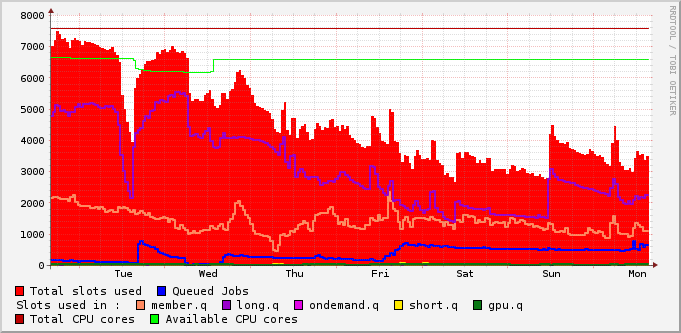 8000
7000
6000
5000
4000
3000
2000
1000
0
Tue Wed Thu Fri Sat Sun Mon
RRDTOOL / TOBI OETIKER
Total slots used Queued Jobs
Slots used in : member.q long.q ondemand.q short.q gpu.q
Total CPU cores Available CPU cores